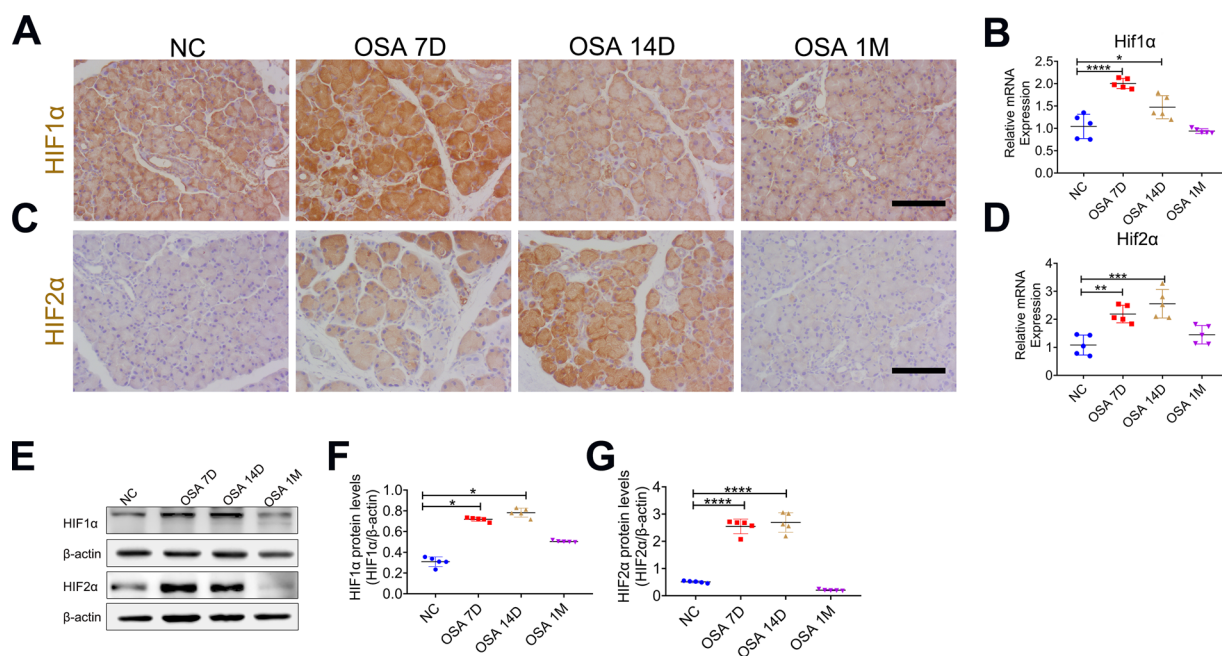 A
NC
OSA 7D
OSA 14D
OSA 1M
HIF1α
B
Hif1α
Relative mRNA
Expression
2.5
2.0
1.5
1.0
0.5
0.0
****
*
NC
OSA 7D
OSA 14D
OSA 1M
C
HIF2α
D
Hif2α
Relative mRNA
Expression
4
3
2
1
0
***
**
NC
OSA 7D
OSA 14D
OSA 1M
E
NC
OSA 7D
OSA 14D
OSA 1M
HIF1α
β-actin
HIF2α
β-actin
F
HIF1α protein levels
(HIF1α/β-actin)
0.8
0.6
0.4
0.2
0.0
*
*
NC
OSA 7D
OSA 14D
OSA 1M
G
HIF2α protein levels
(HIF2α/β-actin)
4
3
2
1
0
****
****
NC
OSA 7D
OSA 14D
OSA 1M